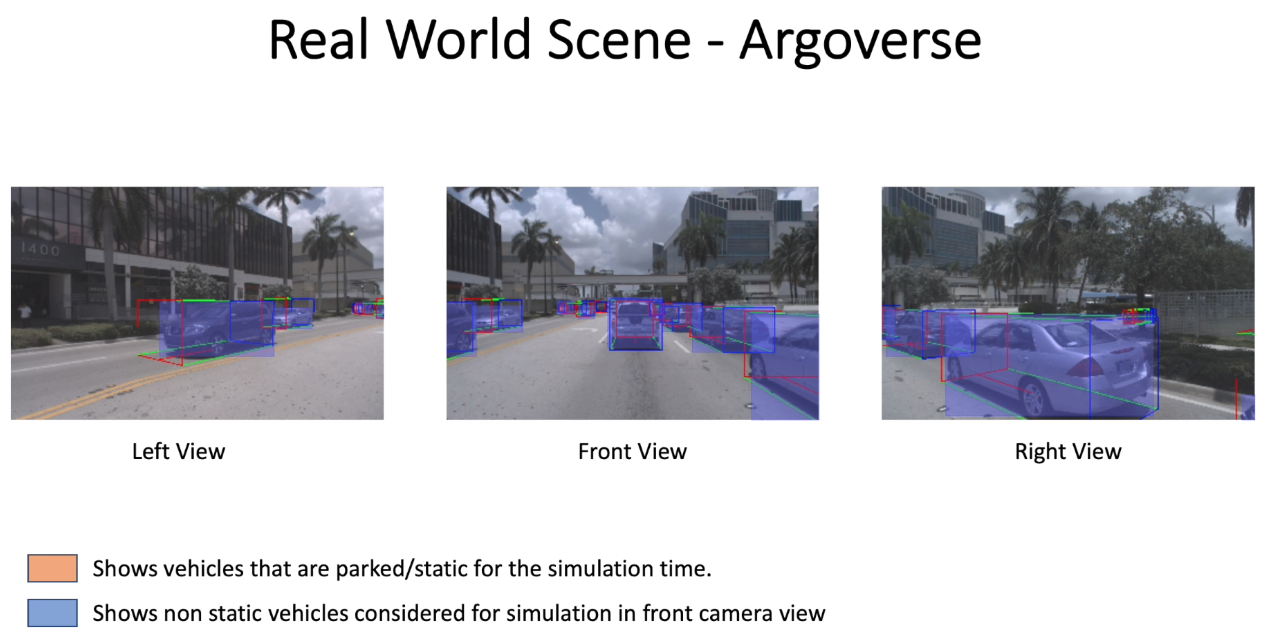 Real World Scene - Argoverse
1400
Left View
Front View
Right View
Shows vehicles that are parked/static for the simulation time.
Shows non static vehicles considered for simulation in front camera view